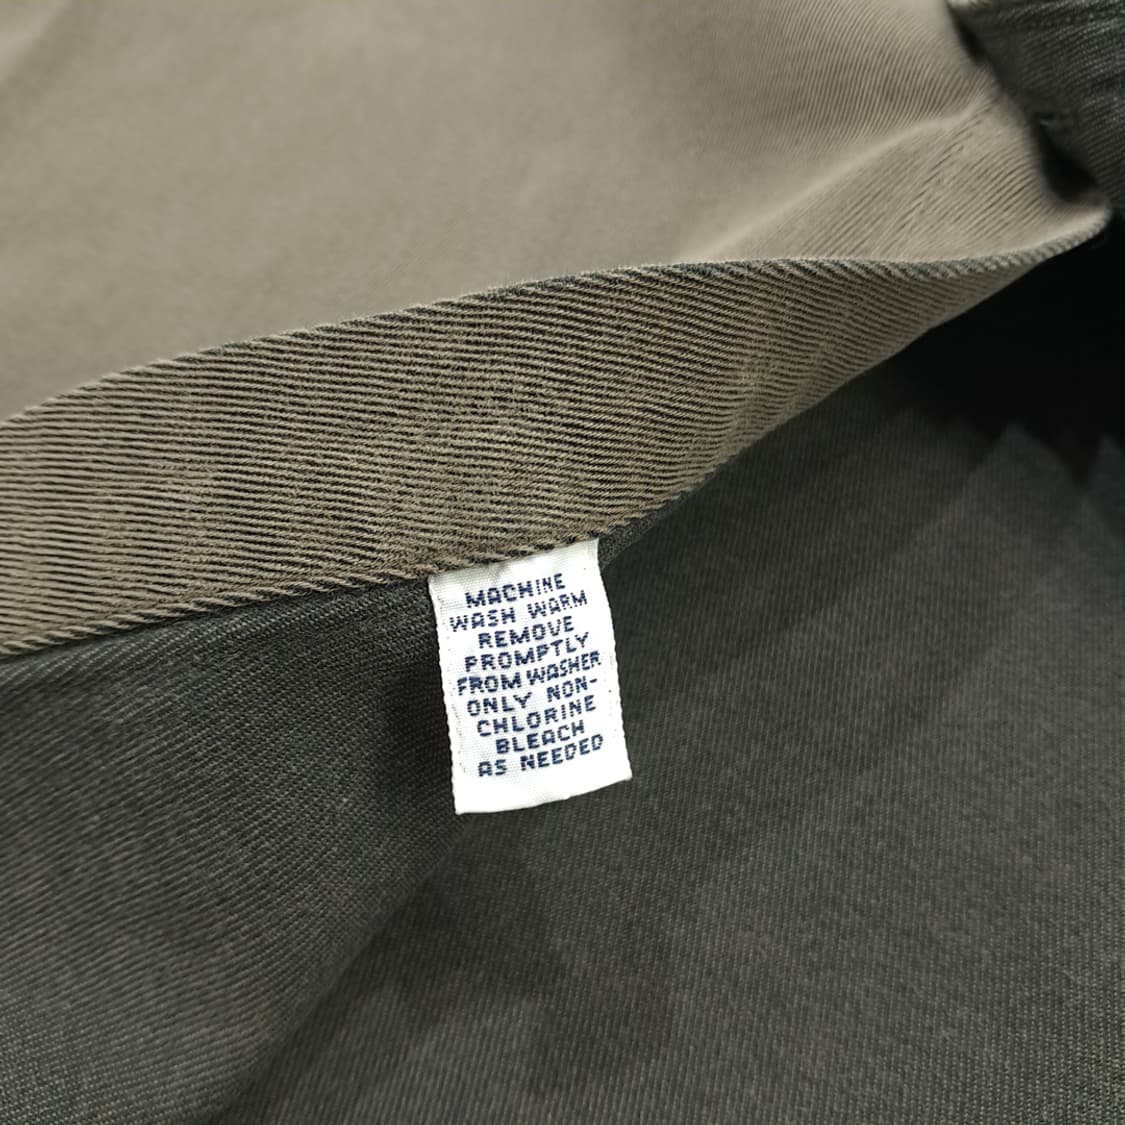 MACHINE
WASH WARM
REMOVE
PROMPTLY
FROM WASHER
ONLY NON-
CHLORINE
BLEACH
AS NEEDED